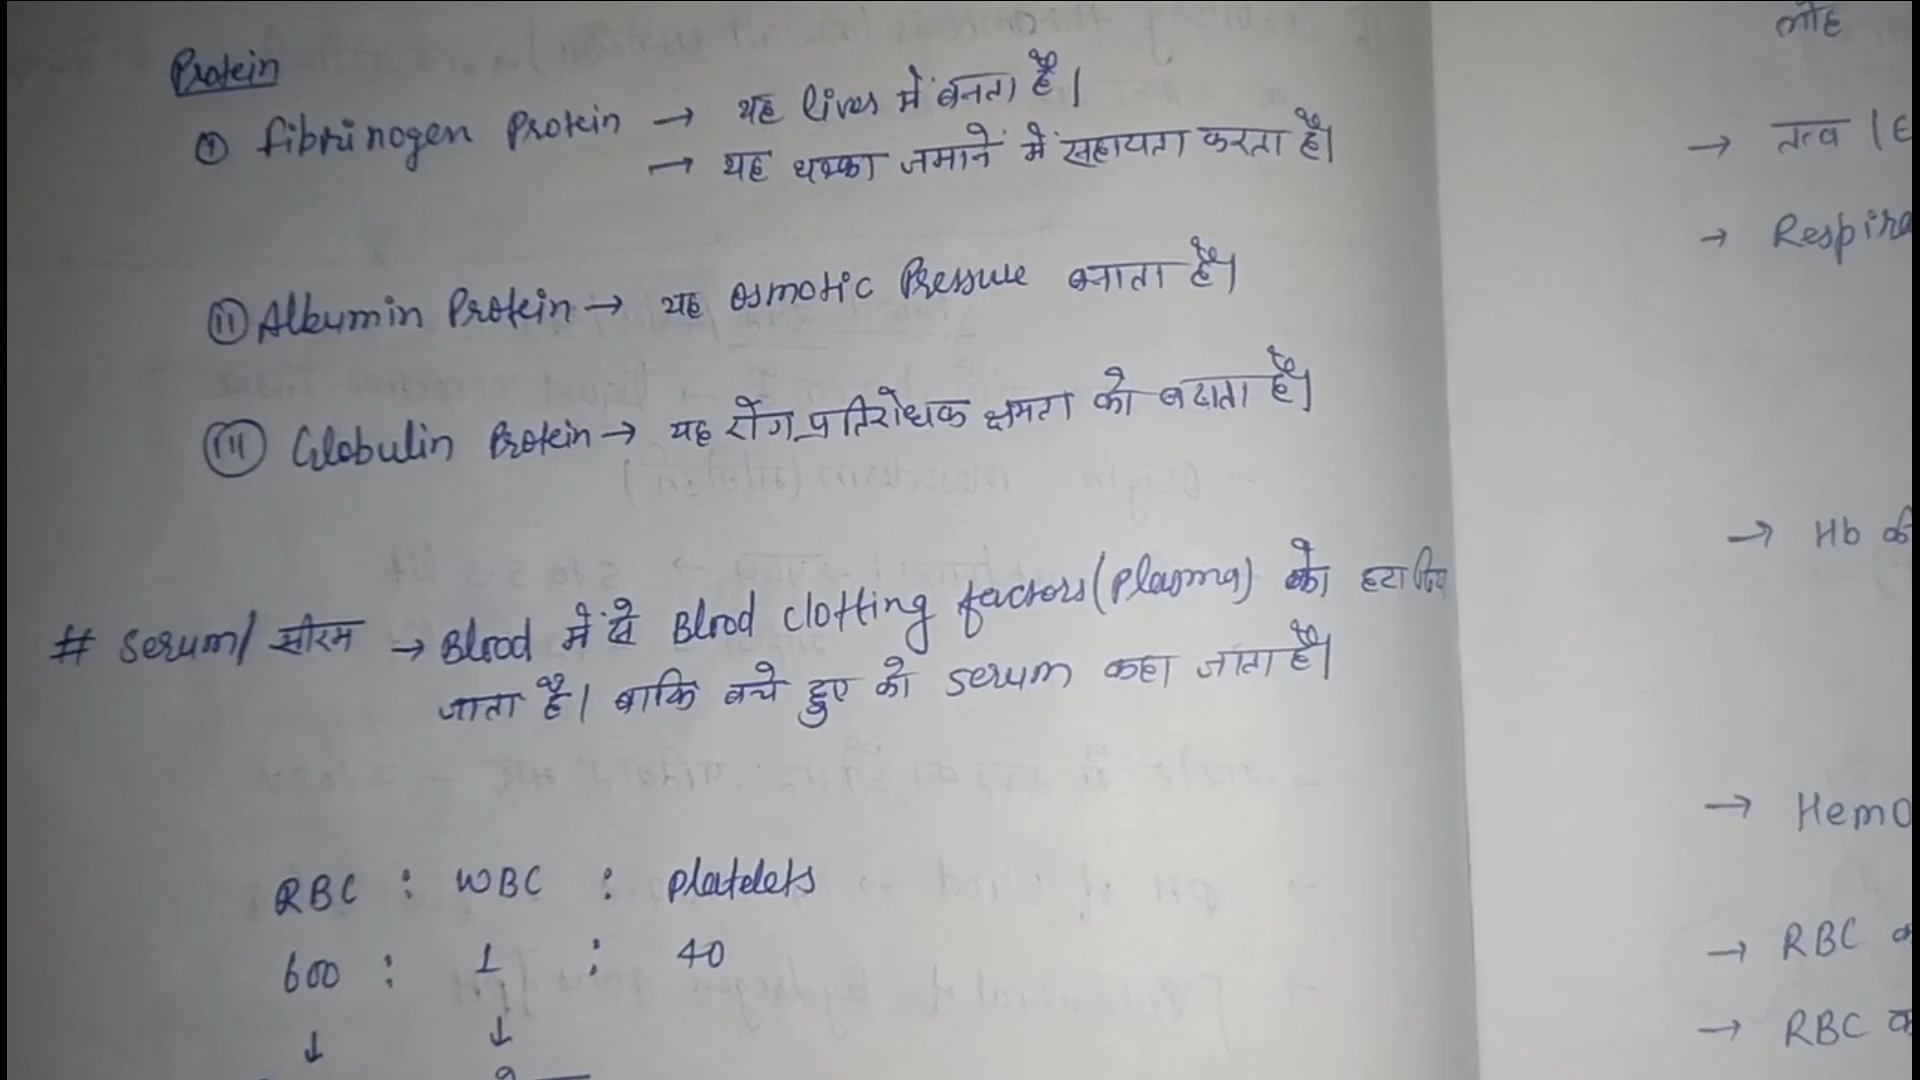 Protein
① fibrinogen Protein → यह liver में बनता है।
→ यह थक्का जमाने में सहायता करता है।
⑪ Albumin Protein → यह osmotic Pressure बनाता है।
(III) Globulin Protein → यह रोग प्रतिरोधक क्षमता को बढाता है।
# Serum/ सीरम → Blood में से Blood clotting factors (Plasma) को हटा दिया
जाता है। बाकि बचे हुए को serum कहा जाता है।
RBC : WBC : platelets
600 : 1 : 40
↓ ↓
लौह
→ तत्व
→ Respira
→ Hb की
→ Hemo
→ RBC
→ RBC